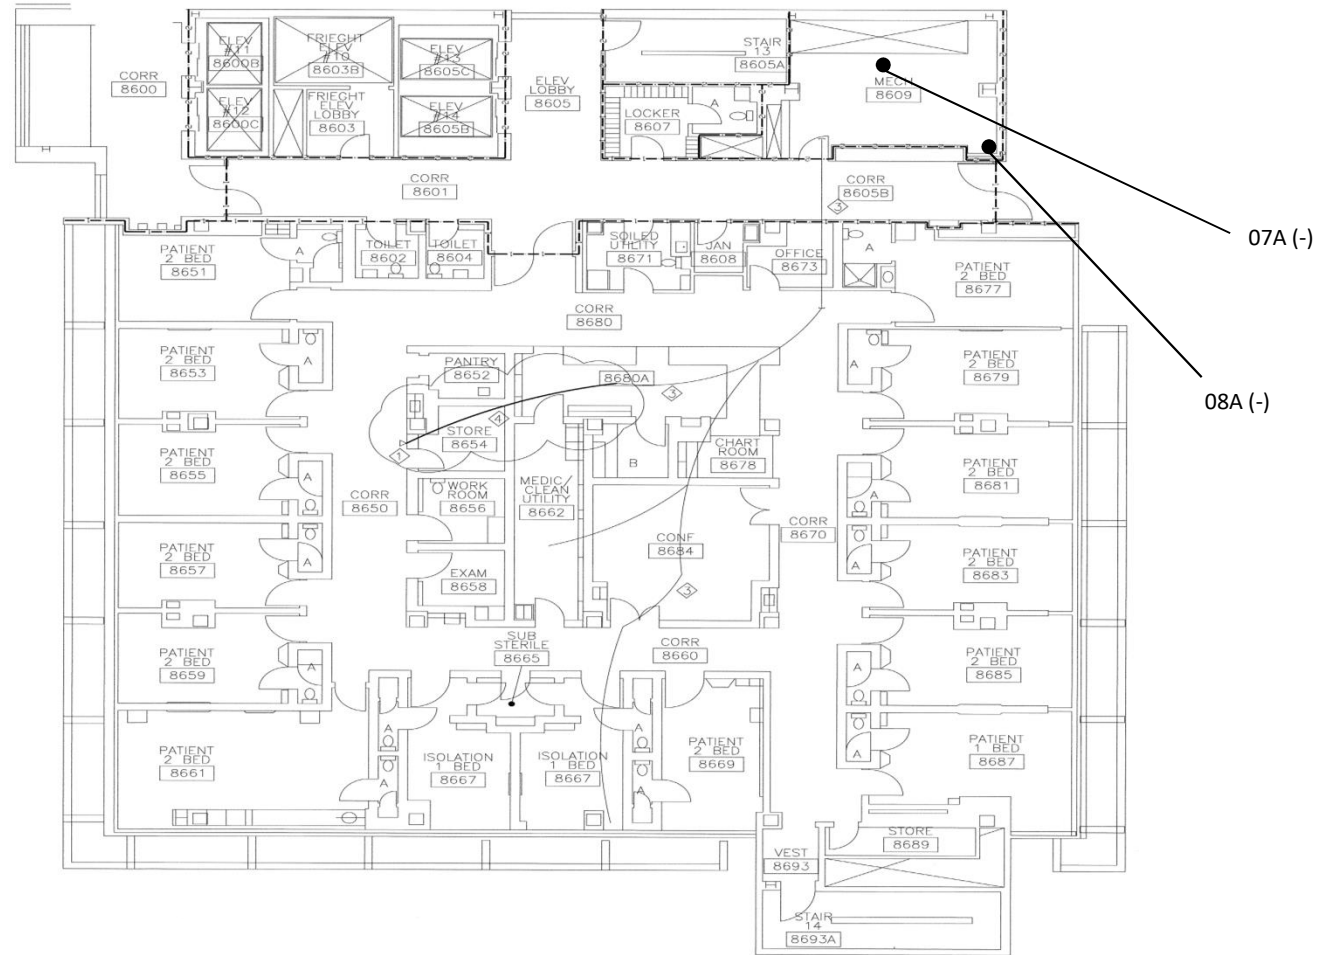 ELEV
#11
8600B
FRIEGHT
ELEV
#10
8603B
ELEV
#13
8605C
STAIR
13
8605A
CORR
8600
ELEV
#12
8600C
FRIEGHT
ELEV
LOBBY
8603
ELEV
#14
8605B
ELEV
LOBBY
8605
LOCKER
8607
A
MECH
8609
CORR
8601
CORR
8605B
3
07A (-)
08A (-)
PATIENT
2 BED
8651
A
TOILET
8602
TOILET
8604
SOILED
UTILITY
8671
JAN
8608
OFFICE
8673
A
PATIENT
2 BED
8677
CORR
8680
PATIENT
2 BED
8653
A
PANTRY
8652
8680A
3
A
PATIENT
2 BED
8679
4
STORE
8654
1
CHART
ROOM
8678
B
PATIENT
2 BED
8655
A
CORR
8650
WORK
ROOM
8656
MEDIC/
CLEAN
UTILITY
8662
CORR
8670
A
PATIENT
2 BED
8681
PATIENT
2 BED
8657
A
EXAM
8658
CONF
8684
3
A
PATIENT
2 BED
8683
SUB
STERILE
8665
CORR
8660
PATIENT
2 BED
8659
A
A
PATIENT
2 BED
8685
PATIENT
2 BED
8661
A
A
ISOLATION
1 BED
8667
ISOLATION
1 BED
8667
A
A
PATIENT
2 BED
8669
A
PATIENT
1 BED
8687
STORE
8689
VEST
8693
STAIR
14
8693A